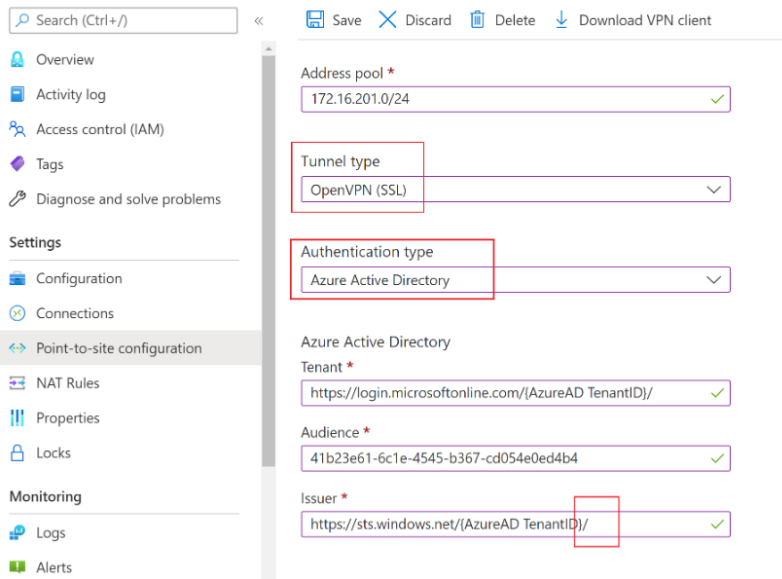 Search (Ctrl+/)
«
Overview
Activity log
Access control (IAM)
Tags
Diagnose and solve problems
Settings
Configuration
Connections
Point-to-site configuration
NAT Rules
Properties
Locks
Monitoring
Logs
Alerts
Save Discard Delete Download VPN client
Address pool *
172.16.201.0/24
Tunnel type
OpenVPN (SSL)
Authentication type
Azure Active Directory
Azure Active Directory
Tenant *
https://login.microsoftonline.com/{AzureAD TenantID}/
Audience *
41b23e61-6c1e-4545-b367-cd054e0ed4b4
Issuer *
https://sts.windows.net/{AzureAD TenantID}/